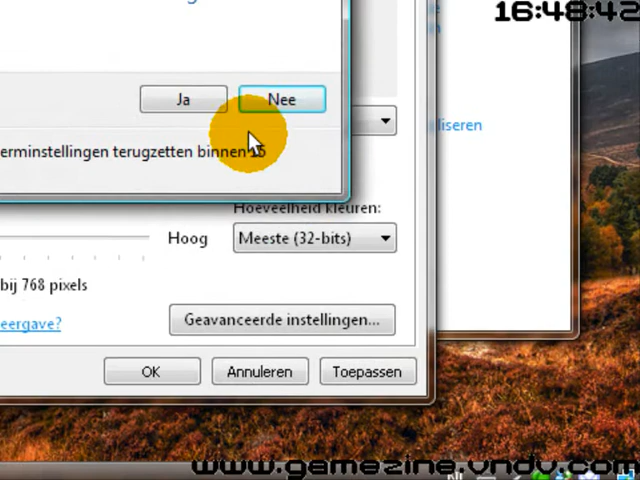 16:48:42
Ja
Nee
liseren
erminstellingen terugzetten binnen 15
Hoeveelheid kleuren:
Hoog
Meeste (32-bits)
bij 768 pixels
eergave?
Geavanceerde instellingen...
OK
Annuleren
Toepassen
www.gamezine.vndv.com